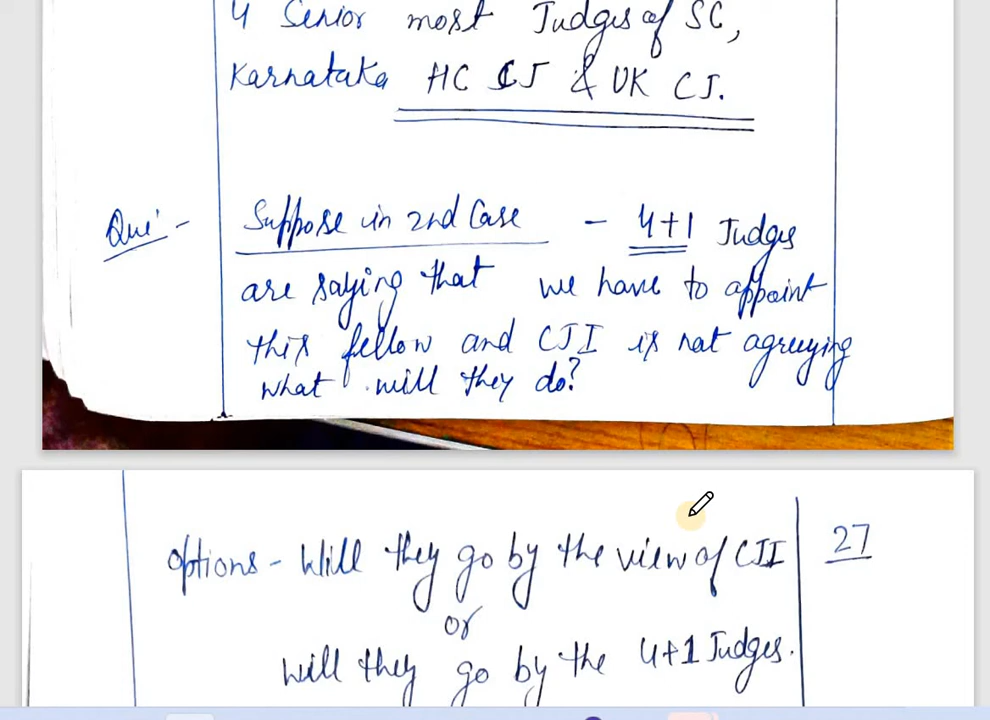 4 Senior most Judges of SC,
Karnataka HC CJ & UK CJ.
Que:- Suppose in 2nd Case - 4+1 Judges
are saying that we have to appoint
this fellow and CJI is not agreeying
what will they do?
options - Will they go by the view of CJI
27
or
will they go by the 4+1 Judges.